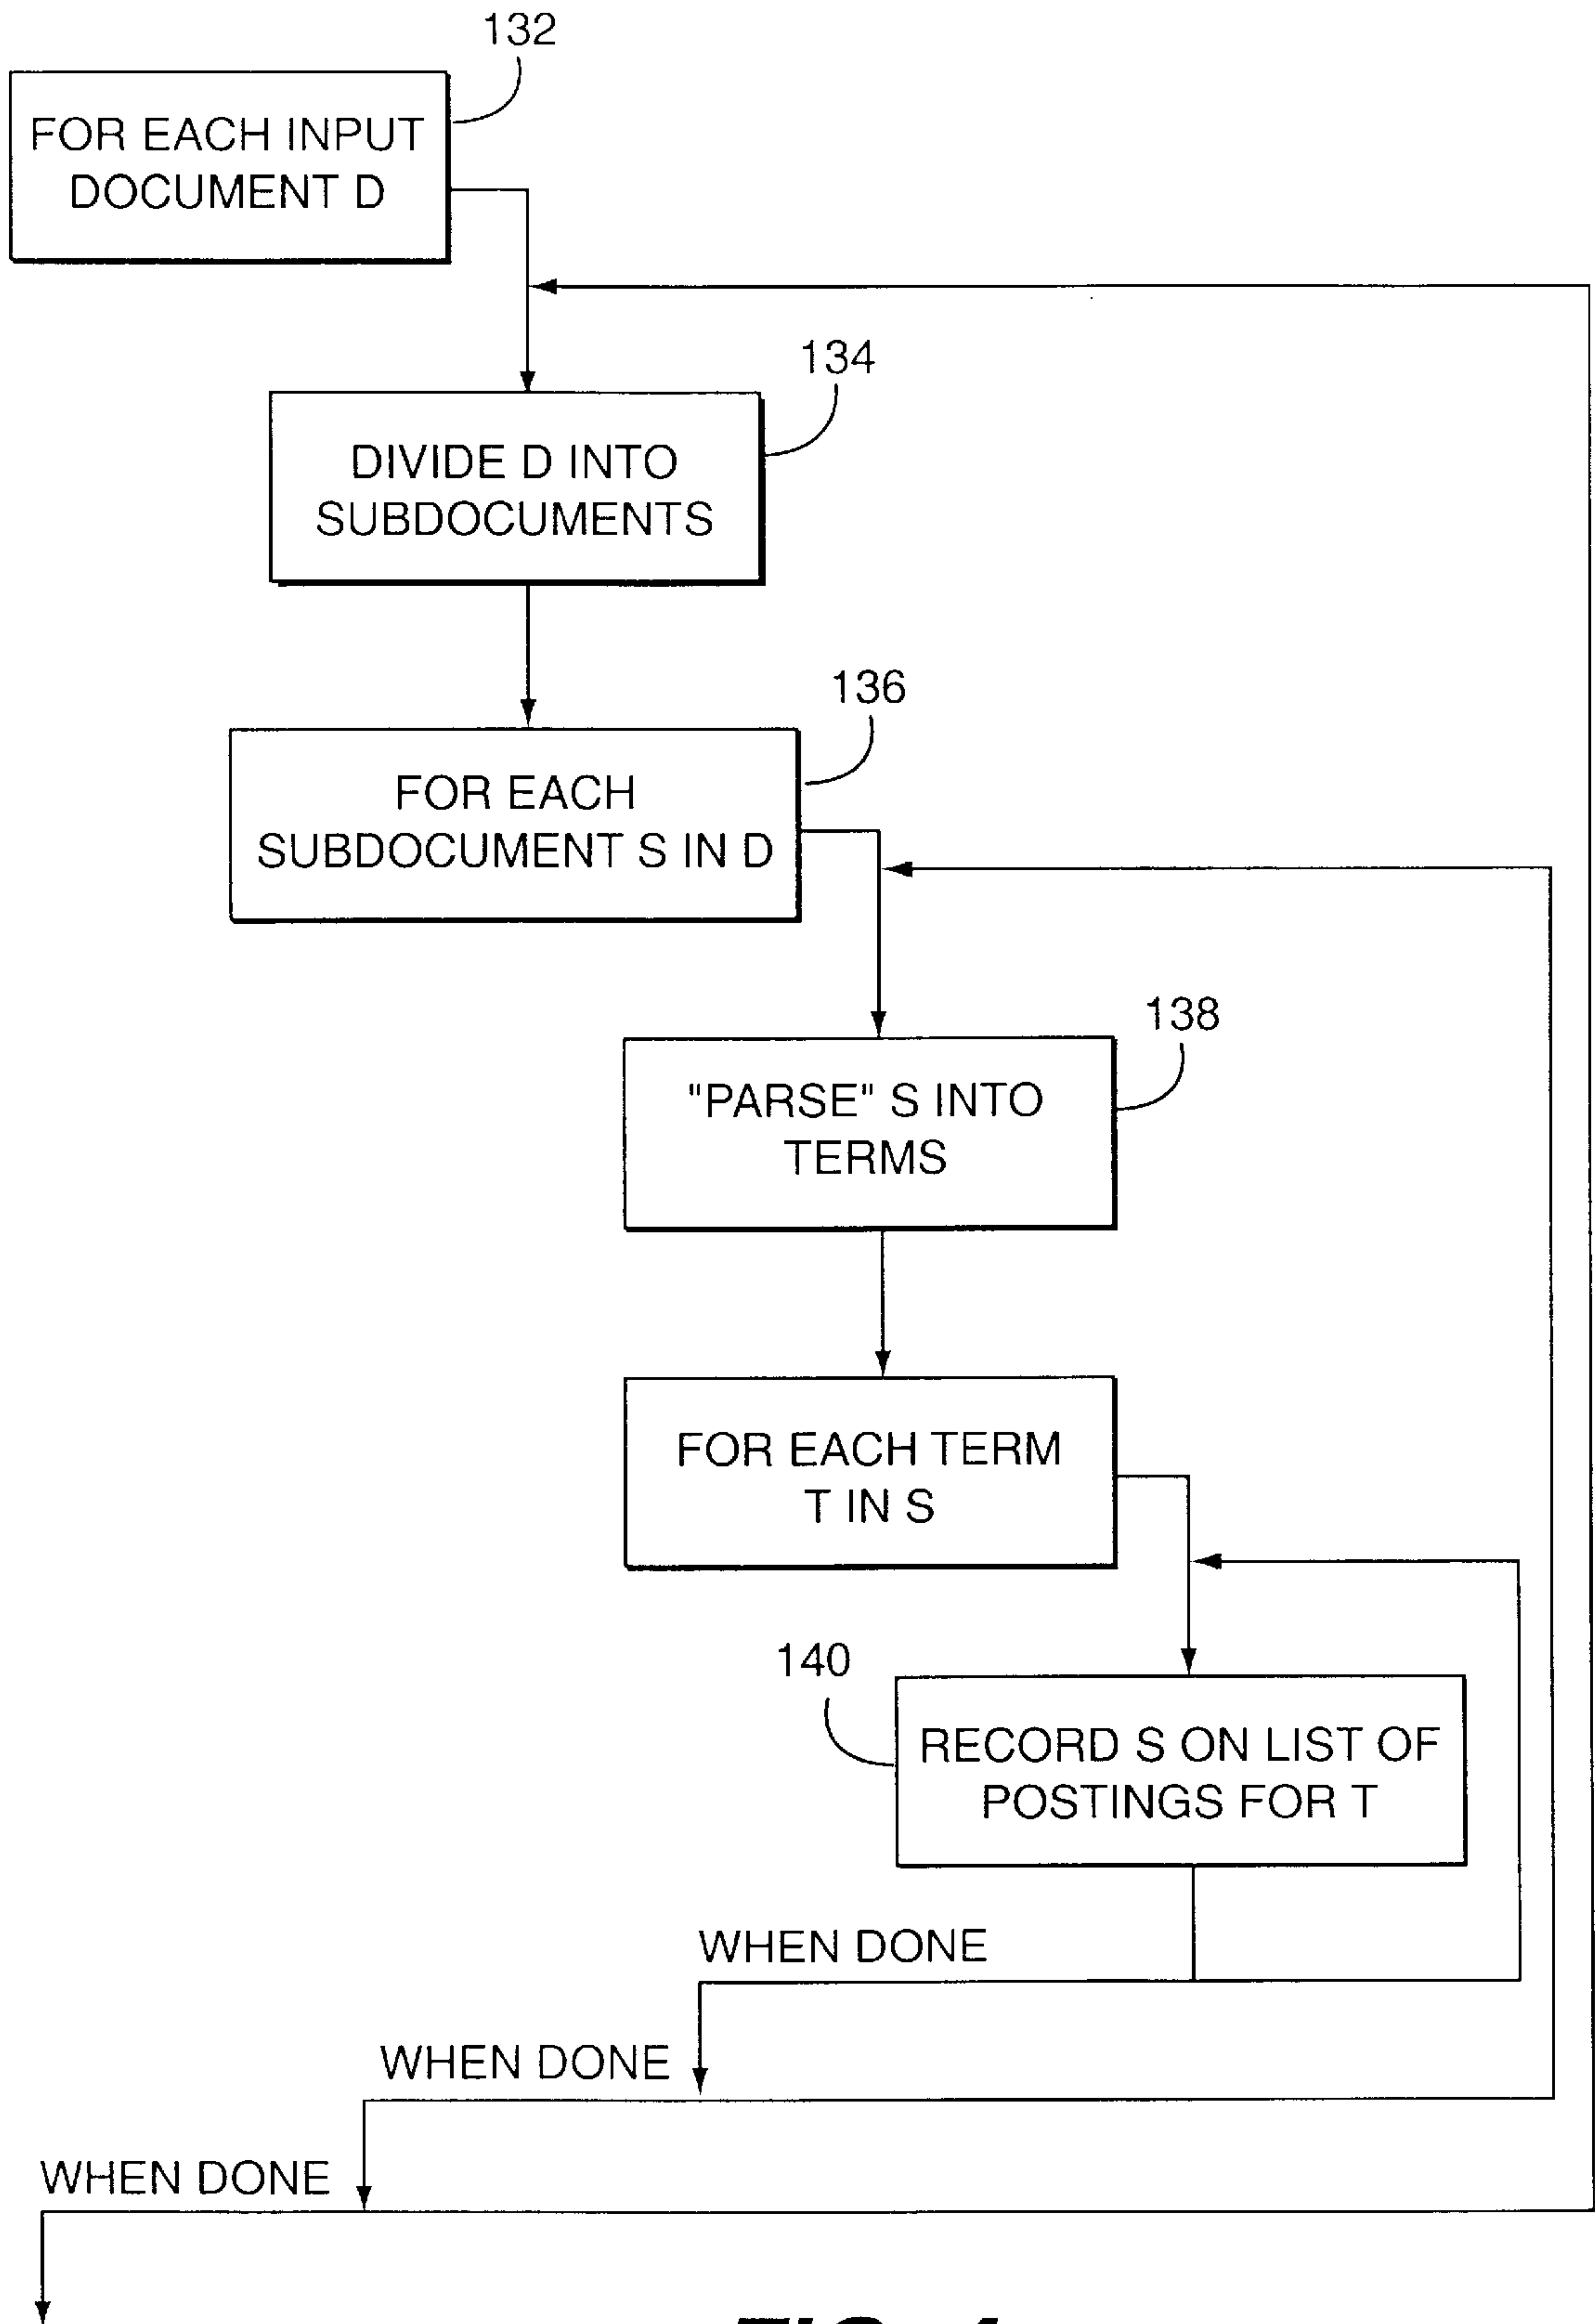 132
FOR EACH INPUT
DOCUMENT D
134
DIVIDE D INTO
SUBDOCUMENTS
136
FOR EACH
SUBDOCUMENT S IN D
138
"PARSE" S INTO
TERMS
FOR EACH TERM
T IN S
140
RECORD S ON LIST OF
POSTINGS FOR T
WHEN DONE
WHEN DONE
WHEN DONE